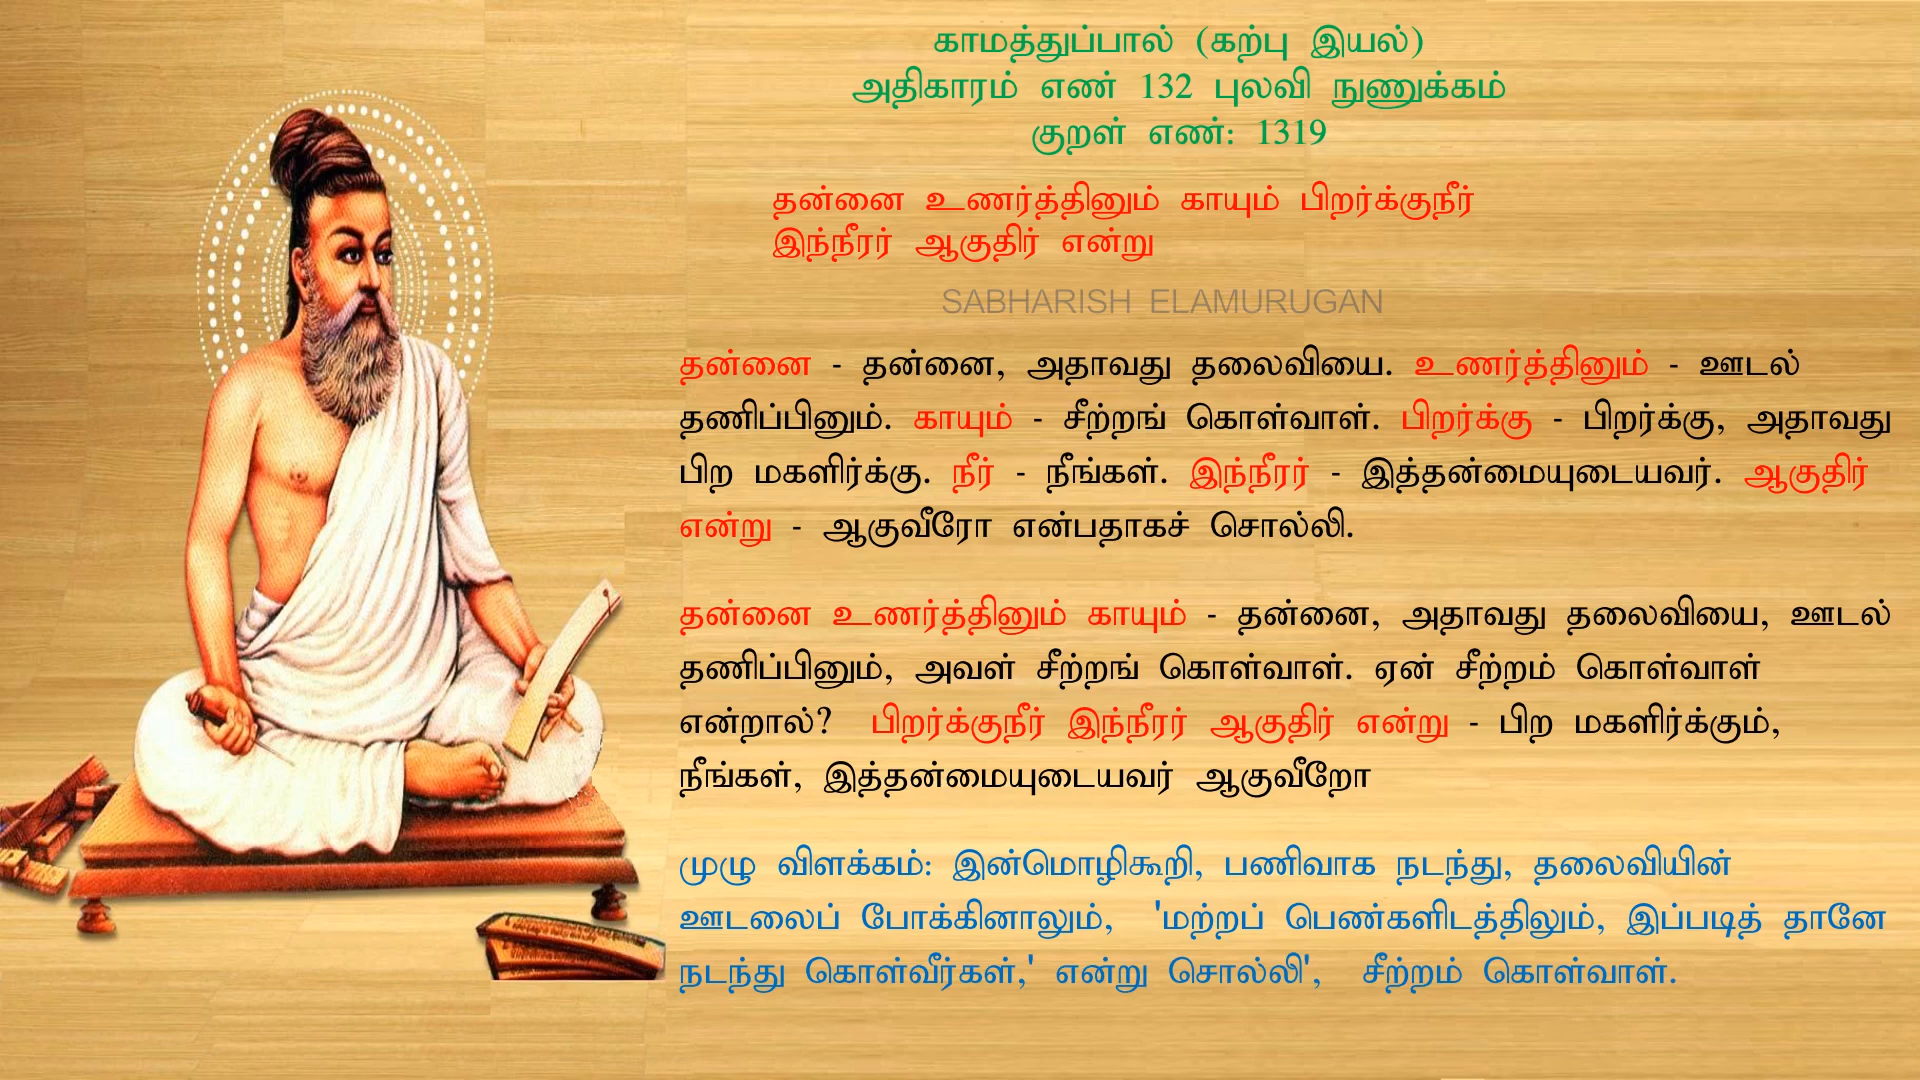 காமத்துப்பால் (கற்பு இயல்)
அதிகாரம் எண் 132 புலவி நுணுக்கம்
குறள் எண்: 1319
தன்னை உணர்த்தினும் காயும் பிறர்க்குநீர்
இந்நீரர் ஆகுதிர் என்று
SABHARISH ELAMURUGAN
தன்னை - தன்னை, அதாவது தலைவியை. உணர்த்தினும் - ஊடல்
தணிப்பினும். காயும் - சீற்றங் கொள்வாள். பிறர்க்கு - பிறர்க்கு, அதாவது
பிற மகளிர்க்கு. நீர் - நீங்கள். இந்நீரர் - இத்தன்மையுடையவர். ஆகுதிர்
என்று - ஆகுவீரோ என்பதாகச் சொல்லி.
தன்னை உணர்த்தினும் காயும் - தன்னை, அதாவது தலைவியை, ஊடல்
தணிப்பினும், அவள் சீற்றங் கொள்வாள். ஏன் சீற்றம் கொள்வாள்
என்றால்? பிறர்க்குநீர் இந்நீரர் ஆகுதிர் என்று - பிற மகளிர்க்கும்,
நீங்கள், இத்தன்மையுடையவர் ஆகுவீறோ
முழு விளக்கம்: இன்மொழிகூறி, பணிவாக நடந்து, தலைவியின்
ஊடலைப் போக்கினாலும், 'மற்றப் பெண்களிடத்திலும், இப்படித் தானே
நடந்து கொள்வீர்கள்,' என்று சொல்லி', சீற்றம் கொள்வாள்.